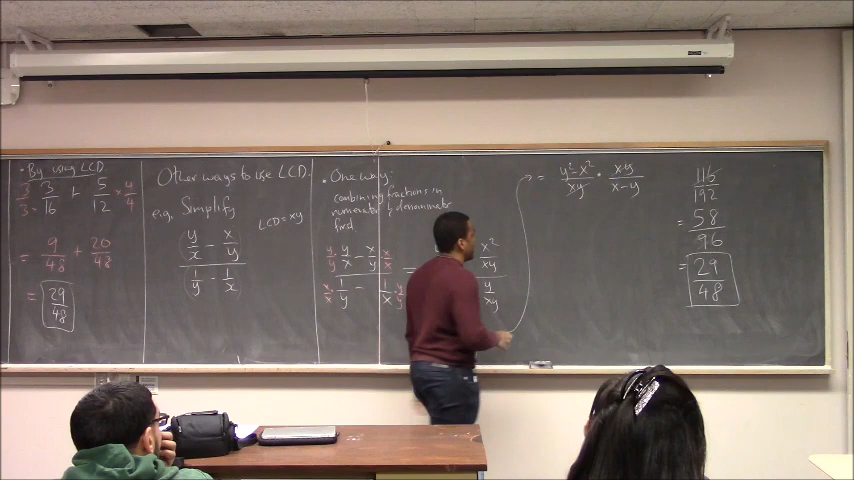 • By using LCD.
3/3 · 3/16 + 5/12 × 4/4
= 9/48 + 20/48
= 29/48
Other ways to use LCD.
e.g. Simplify
LCD = xy
y/x - x/y
1/y - 1/x
• One way:
combining fractions in
numerator & denominator
first
y/y · y/x - x/y · x/x
x/x · 1/y - 1/x · y/y
x²/xy
y/xy
= y²-x²/xy • xy/x-y
116/192
= 58/96
= 29/48